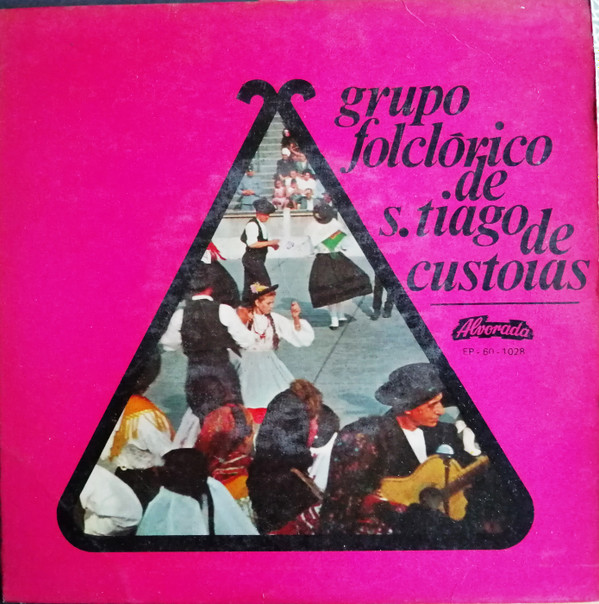 grupo
folclórico
de
s. tiago de
custoias
Alvorada
EP - 60 - 1028